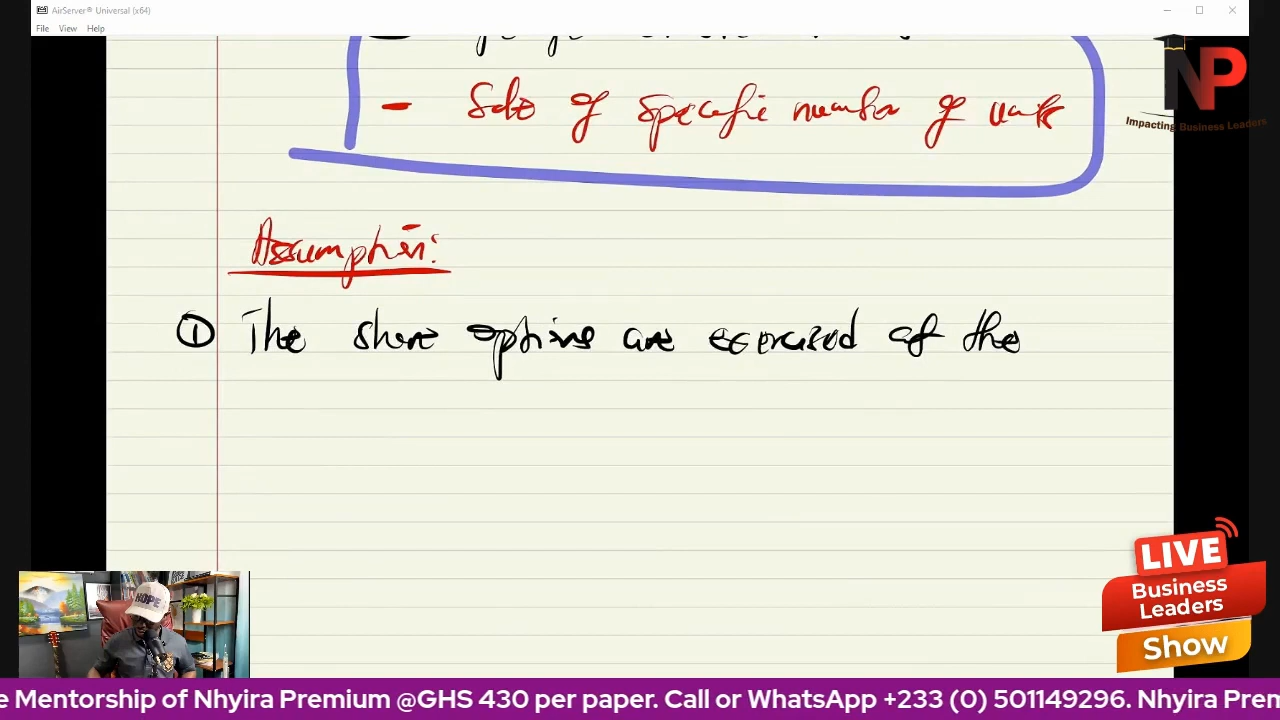 AirServer® Universal (x64)
File View Help
NP
Impacting Business Leaders
- Sale of specific number of units
Assumption:
① The share options are exercised at the
HOPE
LIVE
Business
Leaders
Show
e Mentorship of Nhyira Premium @GHS 430 per paper. Call or WhatsApp +233 (0) 501149296. Nhyira Prem